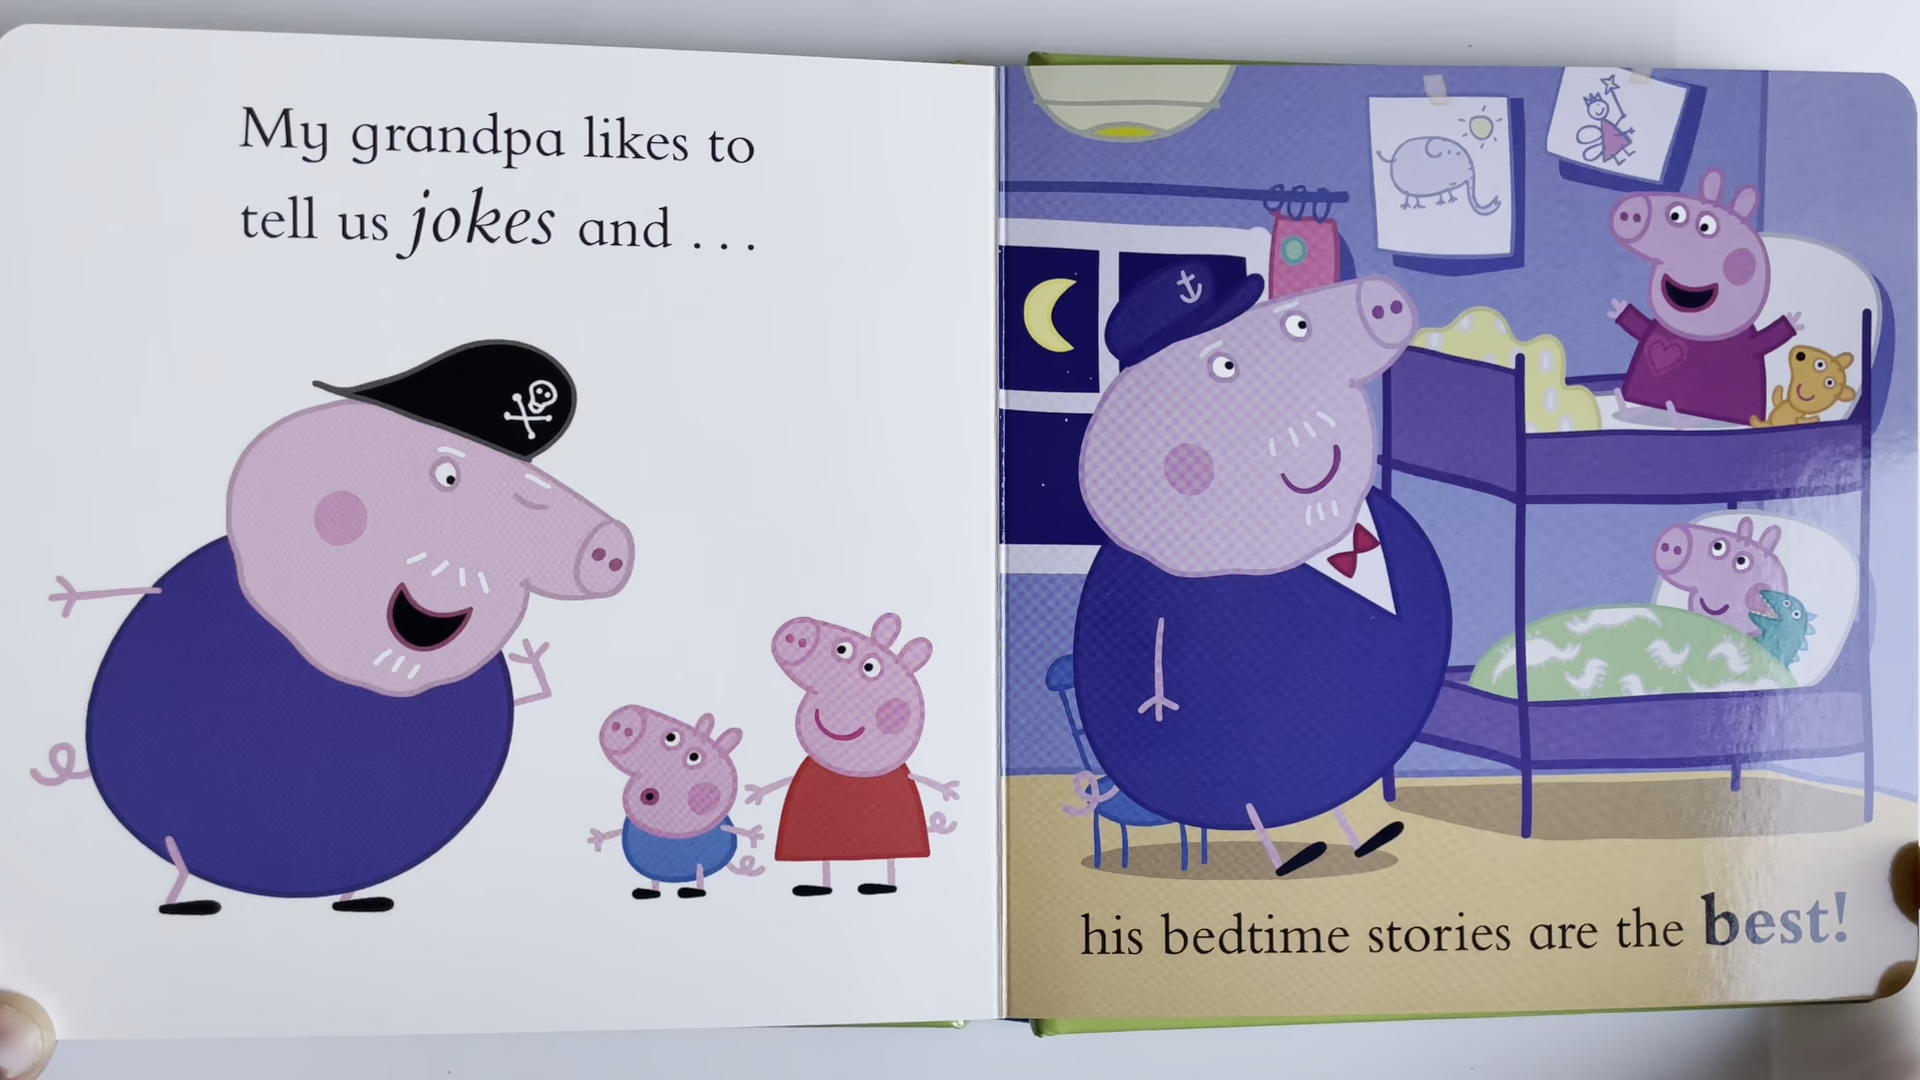 My grandpa likes to
tell us jokes and . . .
his bedtime stories are the best!